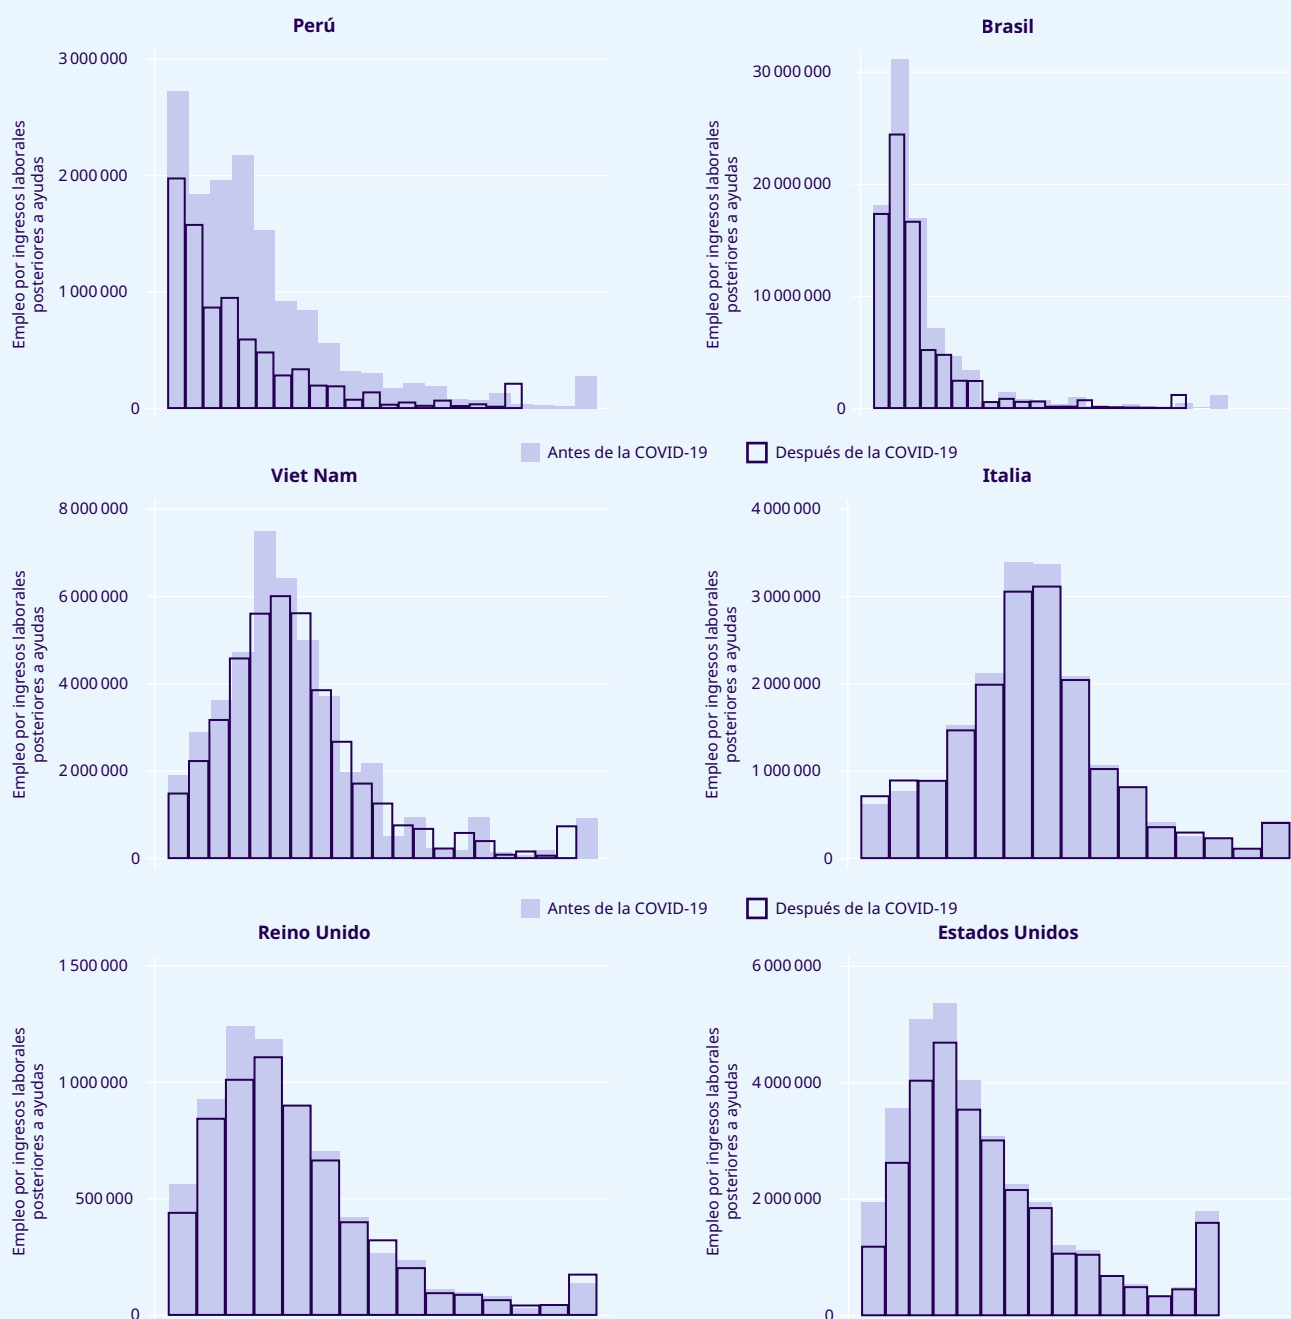 Perú
Brasil
Empleo por ingresos laborales
posteriores a ayudas
3 000 000
2 000 000
1 000 000
0
Empleo por ingresos laborales
posteriores a ayudas
30 000 000
20 000 000
10 000 000
0
Antes de la COVID-19
Después de la COVID-19
Viet Nam
Italia
Empleo por ingresos laborales
posteriores a ayudas
8 000 000
6 000 000
4 000 000
2 000 000
0
Empleo por ingresos laborales
posteriores a ayudas
4 000 000
3 000 000
2 000 000
1 000 000
0
Antes de la COVID-19
Después de la COVID-19
Reino Unido
Estados Unidos
Empleo por ingresos laborales
posteriores a ayudas
1 500 000
1 000 000
500 000
0
Empleo por ingresos laborales
posteriores a ayudas
6 000 000
4 000 000
2 000 000
0